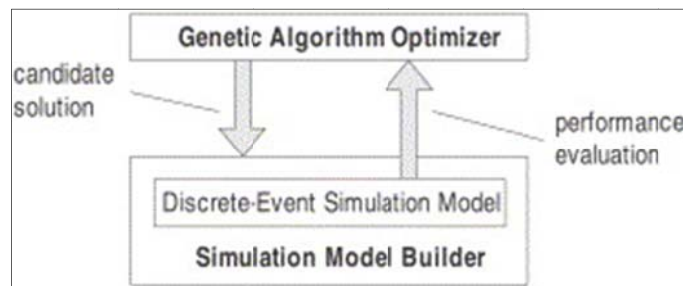 Genetic Algorithm Optimizer
candidate
solution
performance
evaluation
Discrete-Event Simulation Model
Simulation Model Builder